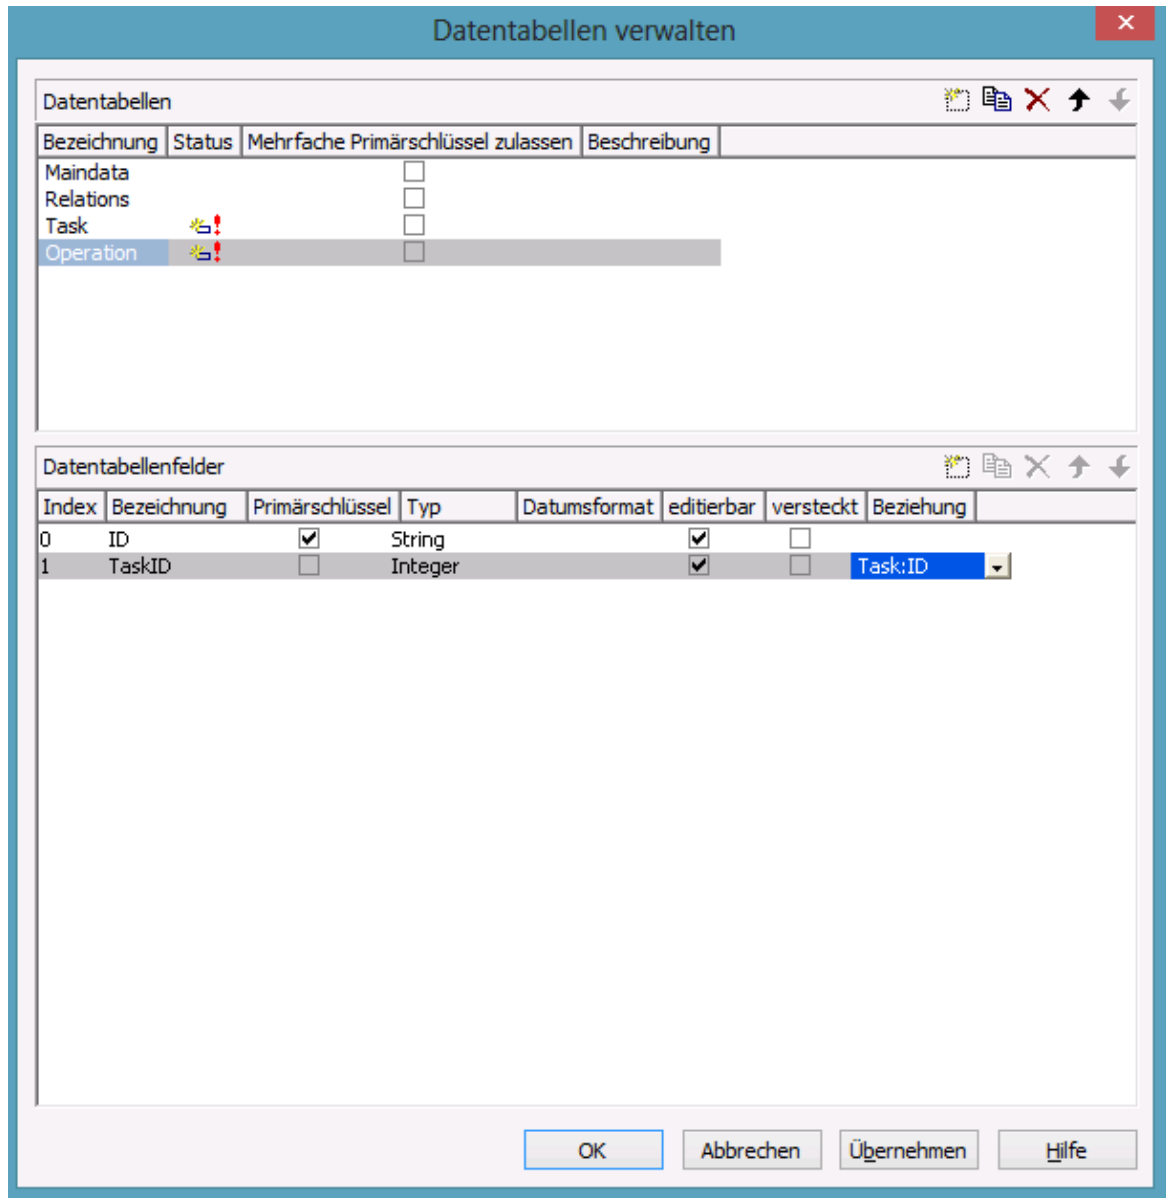 Datentabellen verwalten
Datentabellen
Bezeichnung Status Mehrfache Primärschlüssel zulassen Beschreibung
Maindata
Relations
Task
Operation
Datentabellenfelder
Index Bezeichnung Primärschlüssel Typ Datumsformat editierbar versteckt Beziehung
0 ID String
1 TaskID Integer Task:ID
OK Abbrechen Übernehmen Hilfe